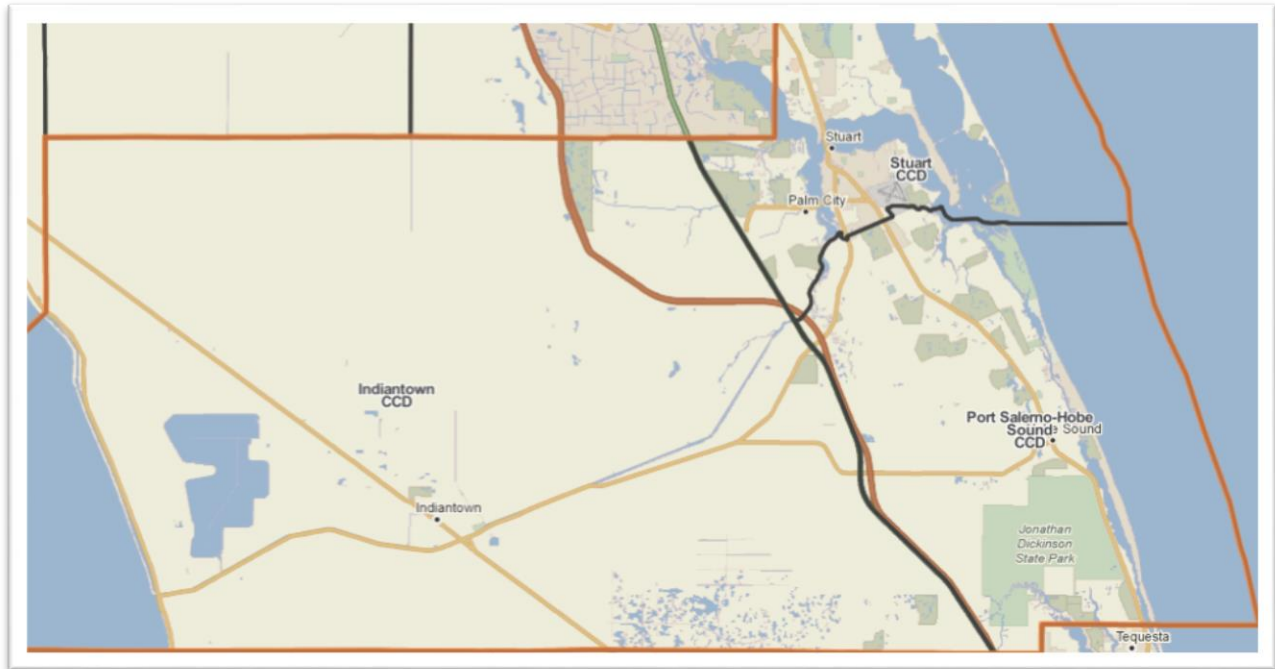 Stuart
Stuart
CCD
Palm City
Indiantown
CCD
Port Salerno-Hobe
Sound
Sound
CCD
Indiantown
Jonathan
Dickinson
State Park
Tequesta